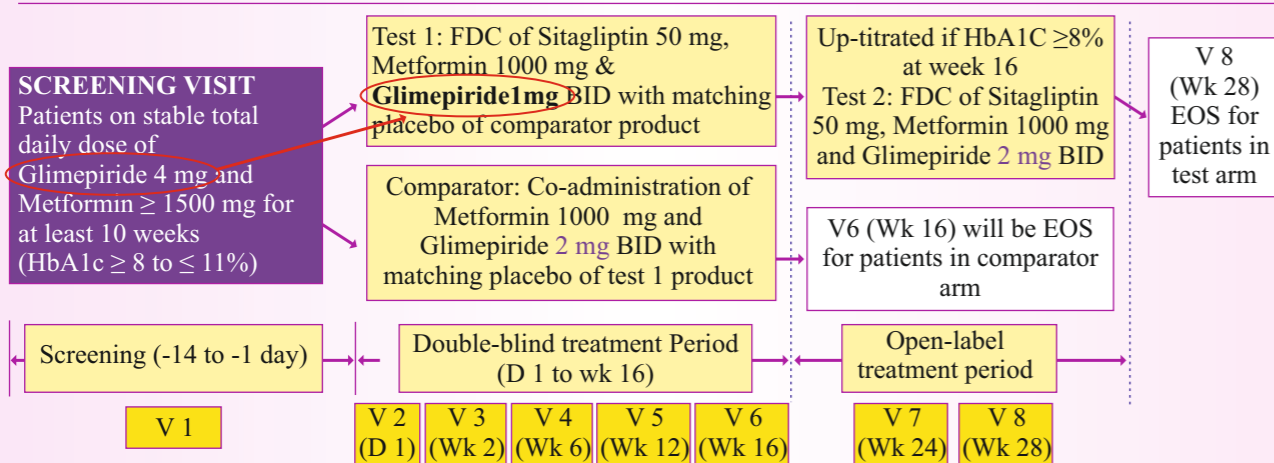 SCREENING VISIT
Patients on stable total
daily dose of
Glimepiride 4 mg and
Metformin ≥ 1500 mg for
at least 10 weeks
(HbA1c ≥ 8 to ≤ 11%)
Test 1: FDC of Sitagliptin 50 mg,
Metformin 1000 mg &
Glimepiride1mg BID with matching
placebo of comparator product
Comparator: Co-administration of
Metformin 1000 mg and
Glimepiride 2 mg BID with
matching placebo of test 1 product
Up-titrated if HbA1C ≥8%
at week 16
Test 2: FDC of Sitagliptin
50 mg, Metformin 1000 mg
and Glimepiride 2 mg BID
V6 (Wk 16) will be EOS
for patients in comparator
arm
V 8
(Wk 28)
EOS for
patients in
test arm
Screening (-14 to -1 day)
Double-blind treatment Period
(D 1 to wk 16)
Open-label
treatment period
V 1
V 2
(D 1)
V 3
(Wk 2)
V 4
(Wk 6)
V 5
(Wk 12)
V 6
(Wk 16)
V 7
(Wk 24)
V 8
(Wk 28)